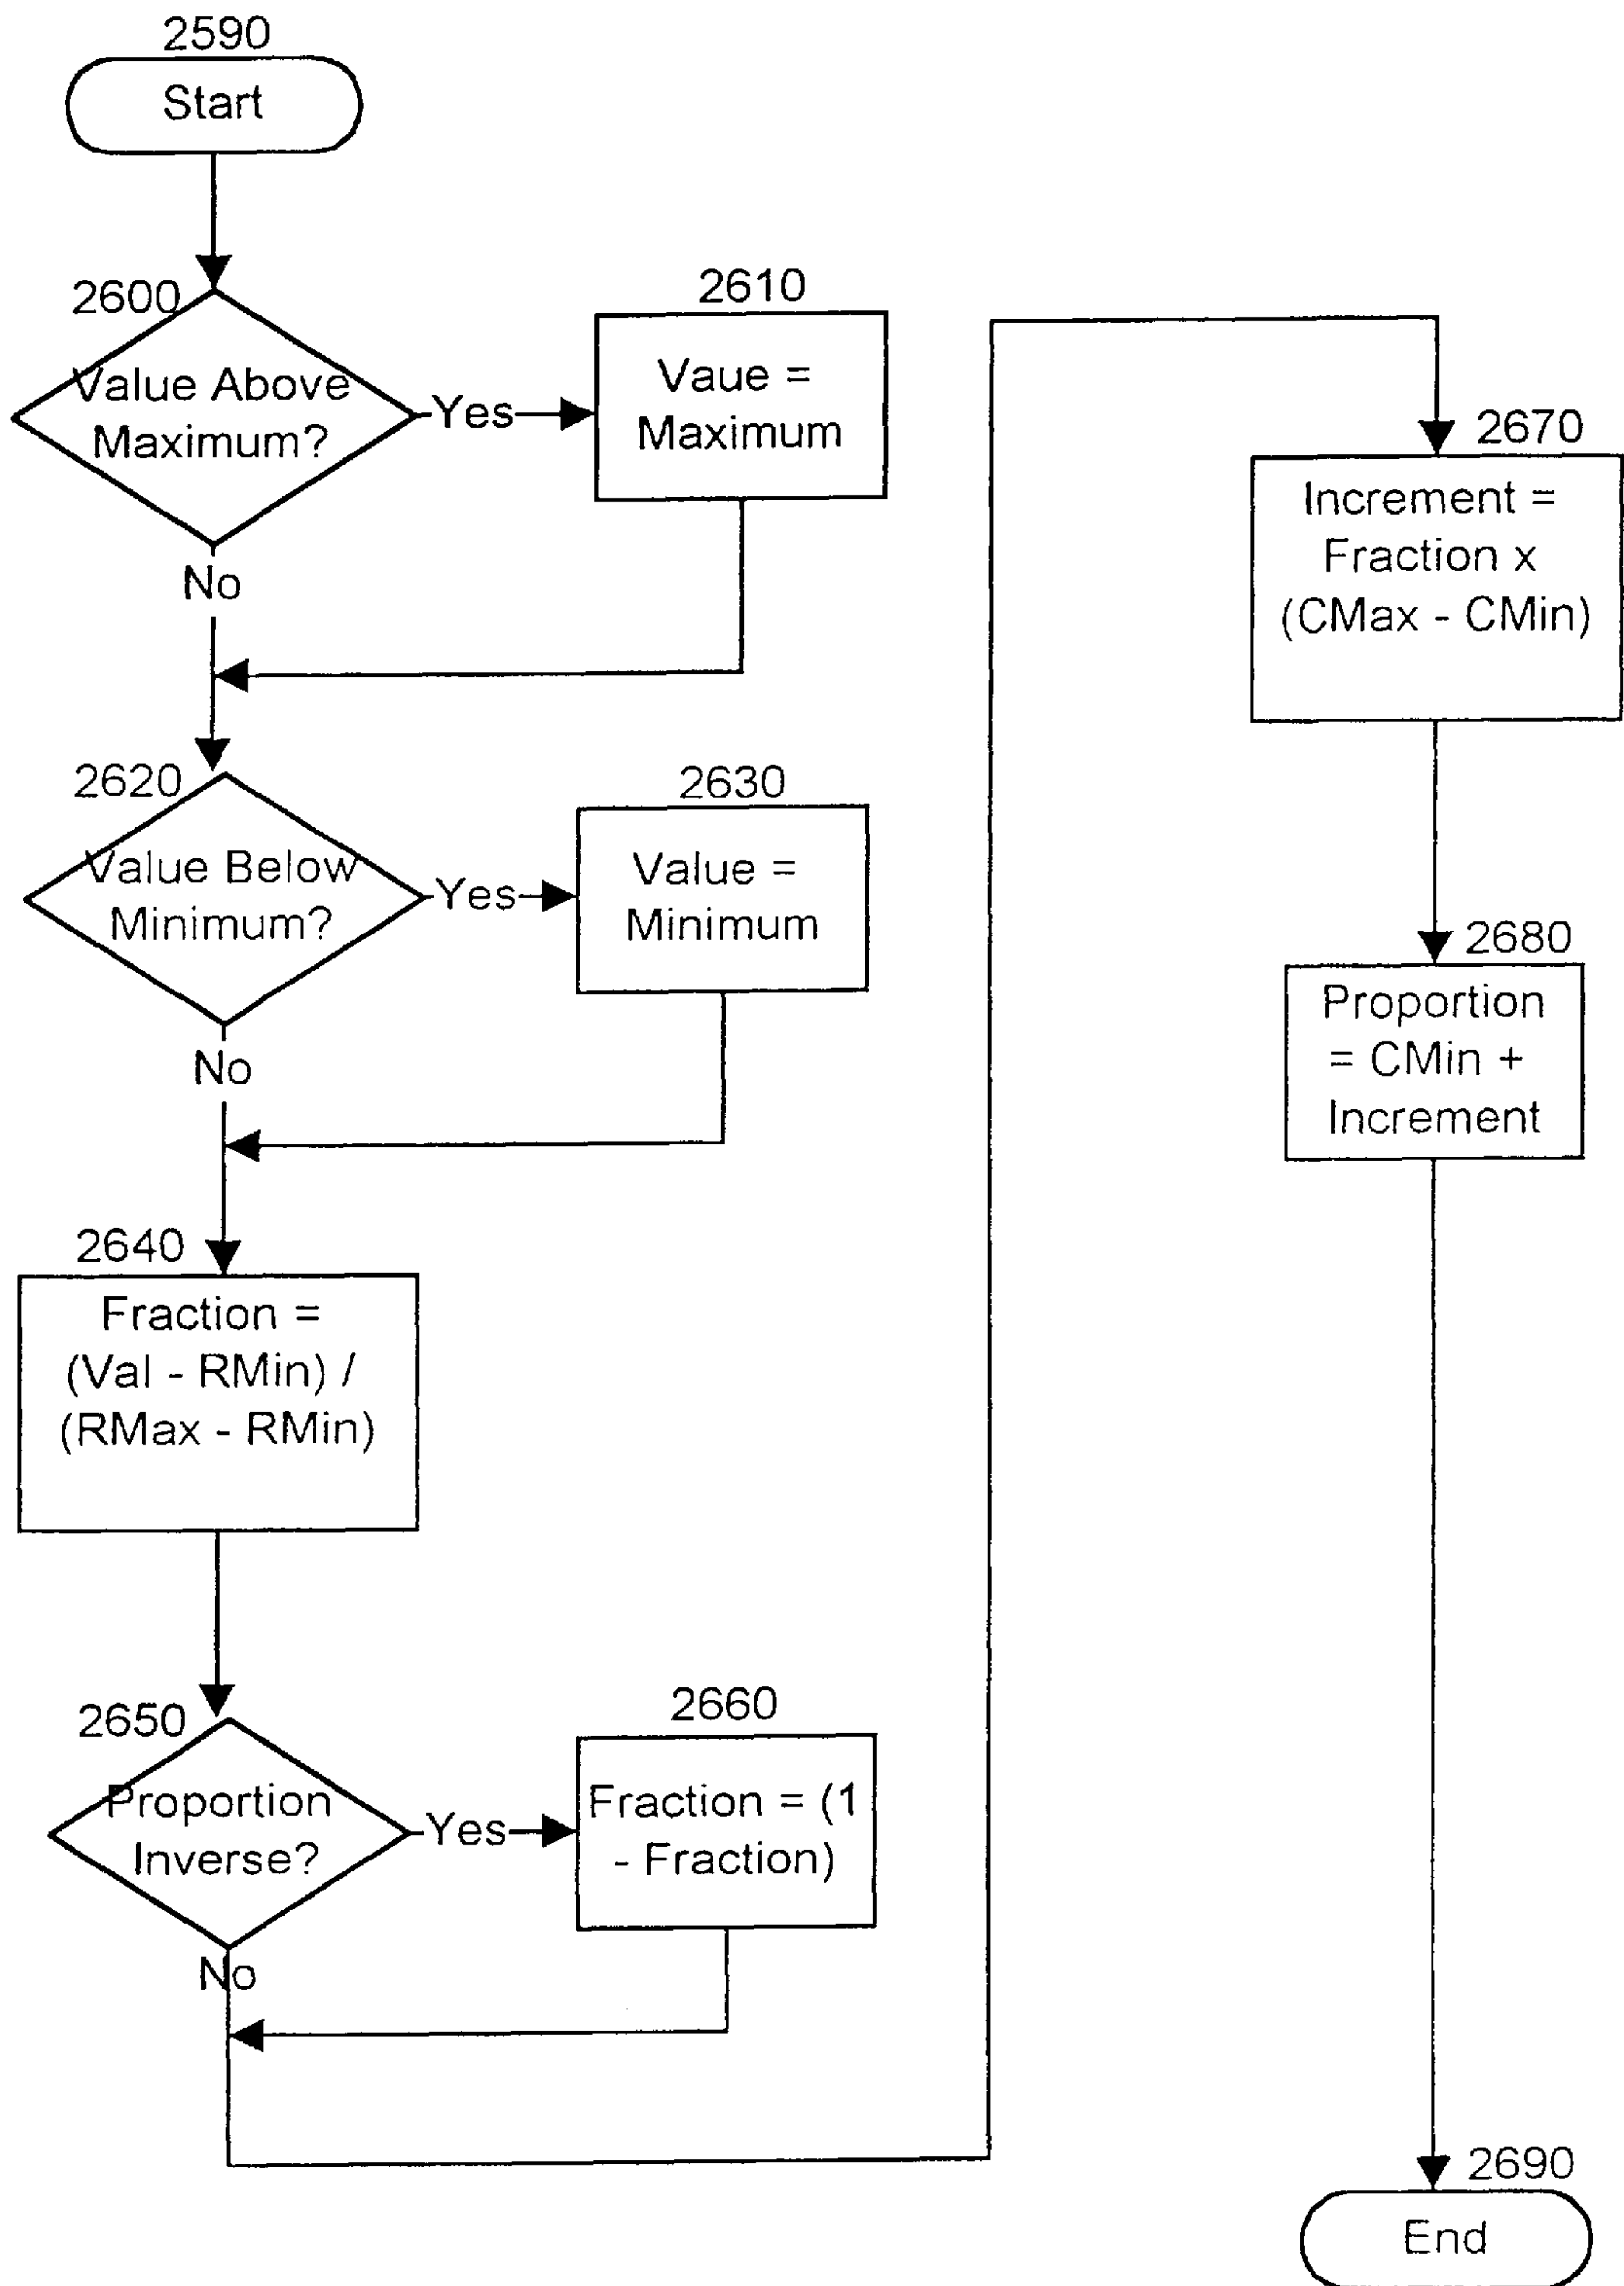 2590
Start
2600
Value Above
Maximum?
Yes
2610
Vaue =
Maximum
No
2620
Value Below
Minimum?
Yes
2630
Value =
Minimum
No
2640
Fraction =
(Val - RMin) /
(RMax - RMin)
2650
Proportion
Inverse?
Yes
2660
Fraction = (1
- Fraction)
No
2670
Increment =
Fraction x
(CMax - CMin)
2680
Proportion
= CMin +
Increment
2690
End